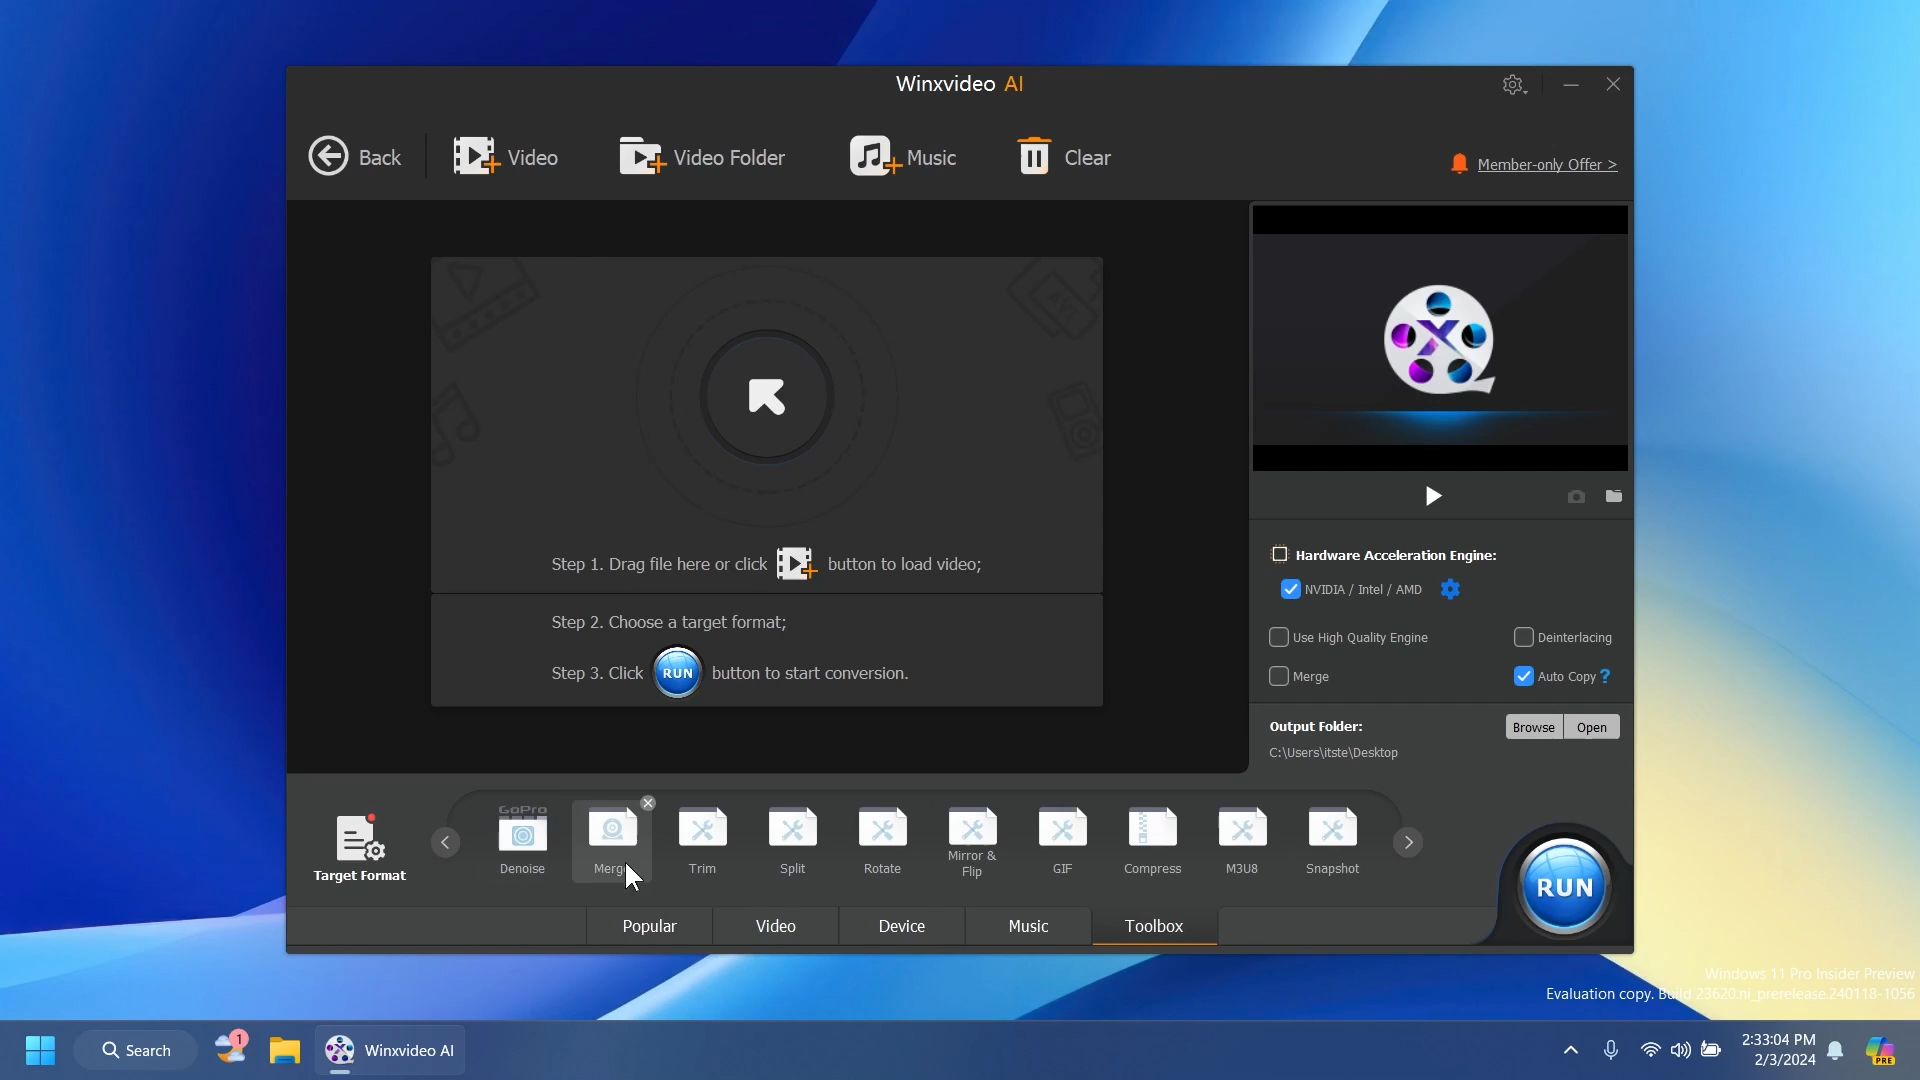 Winxvideo AI
Back
Video
Video Folder
Music
Clear
Member-only Offer >
Step 1. Drag file here or click
button to load video;
Step 2. Choose a target format;
Step 3. Click
RUN
button to start conversion.
Hardware Acceleration Engine:
NVIDIA / Intel / AMD
Use High Quality Engine
Deinterlacing
Merge
Auto Copy ?
Output Folder:
Browse
Open
C:\Users\itste\Desktop
Target Format
GoPro
Denoise
Merge
Trim
Split
Rotate
Mirror &
Flip
GIF
Compress
M3U8
Snapshot
RUN
Popular
Video
Device
Music
Toolbox
Windows 11 Pro Insider Preview
Evaluation copy. Build 23620.ni_prerelease.240118-1056
1
Search
Winxvideo AI
2:33:04 PM
2/3/2024
PRE